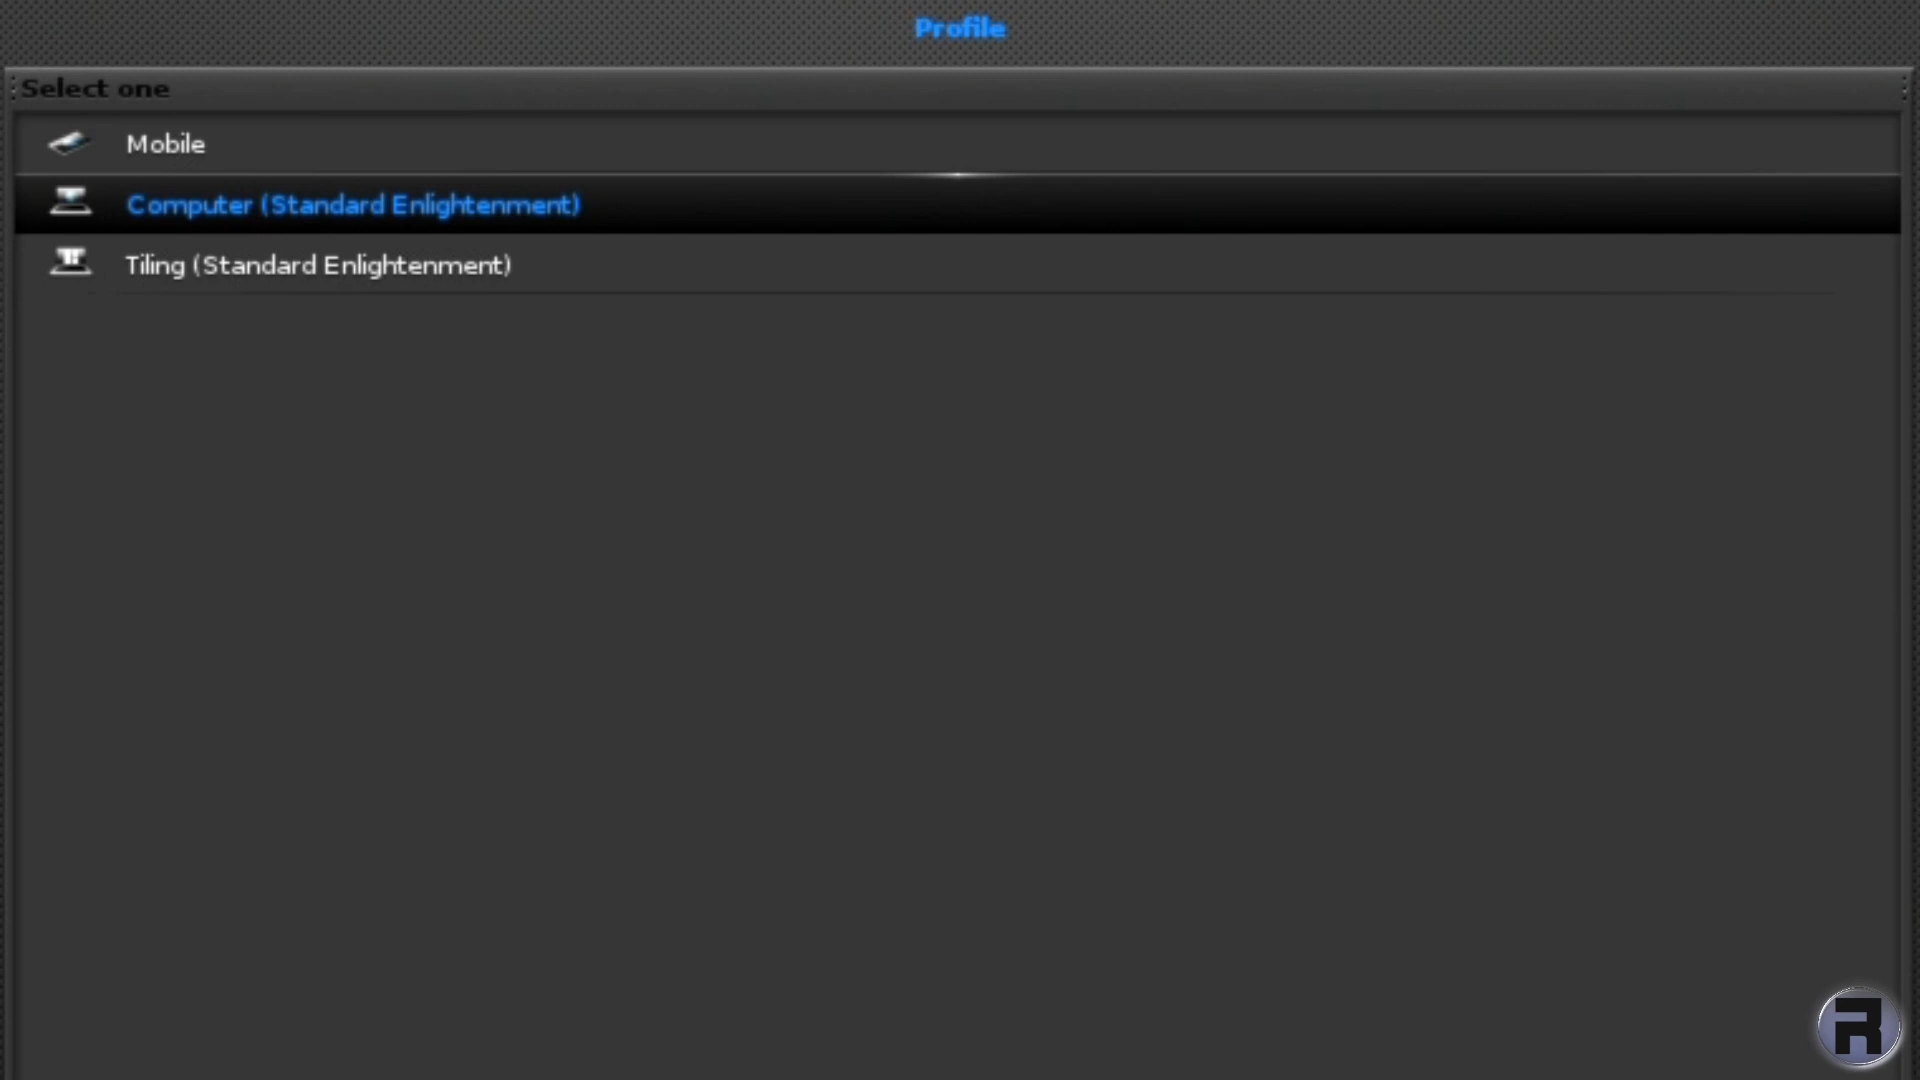 Profile
Select one
Mobile
Computer (Standard Enlightenment)
Tiling (Standard Enlightenment)
R